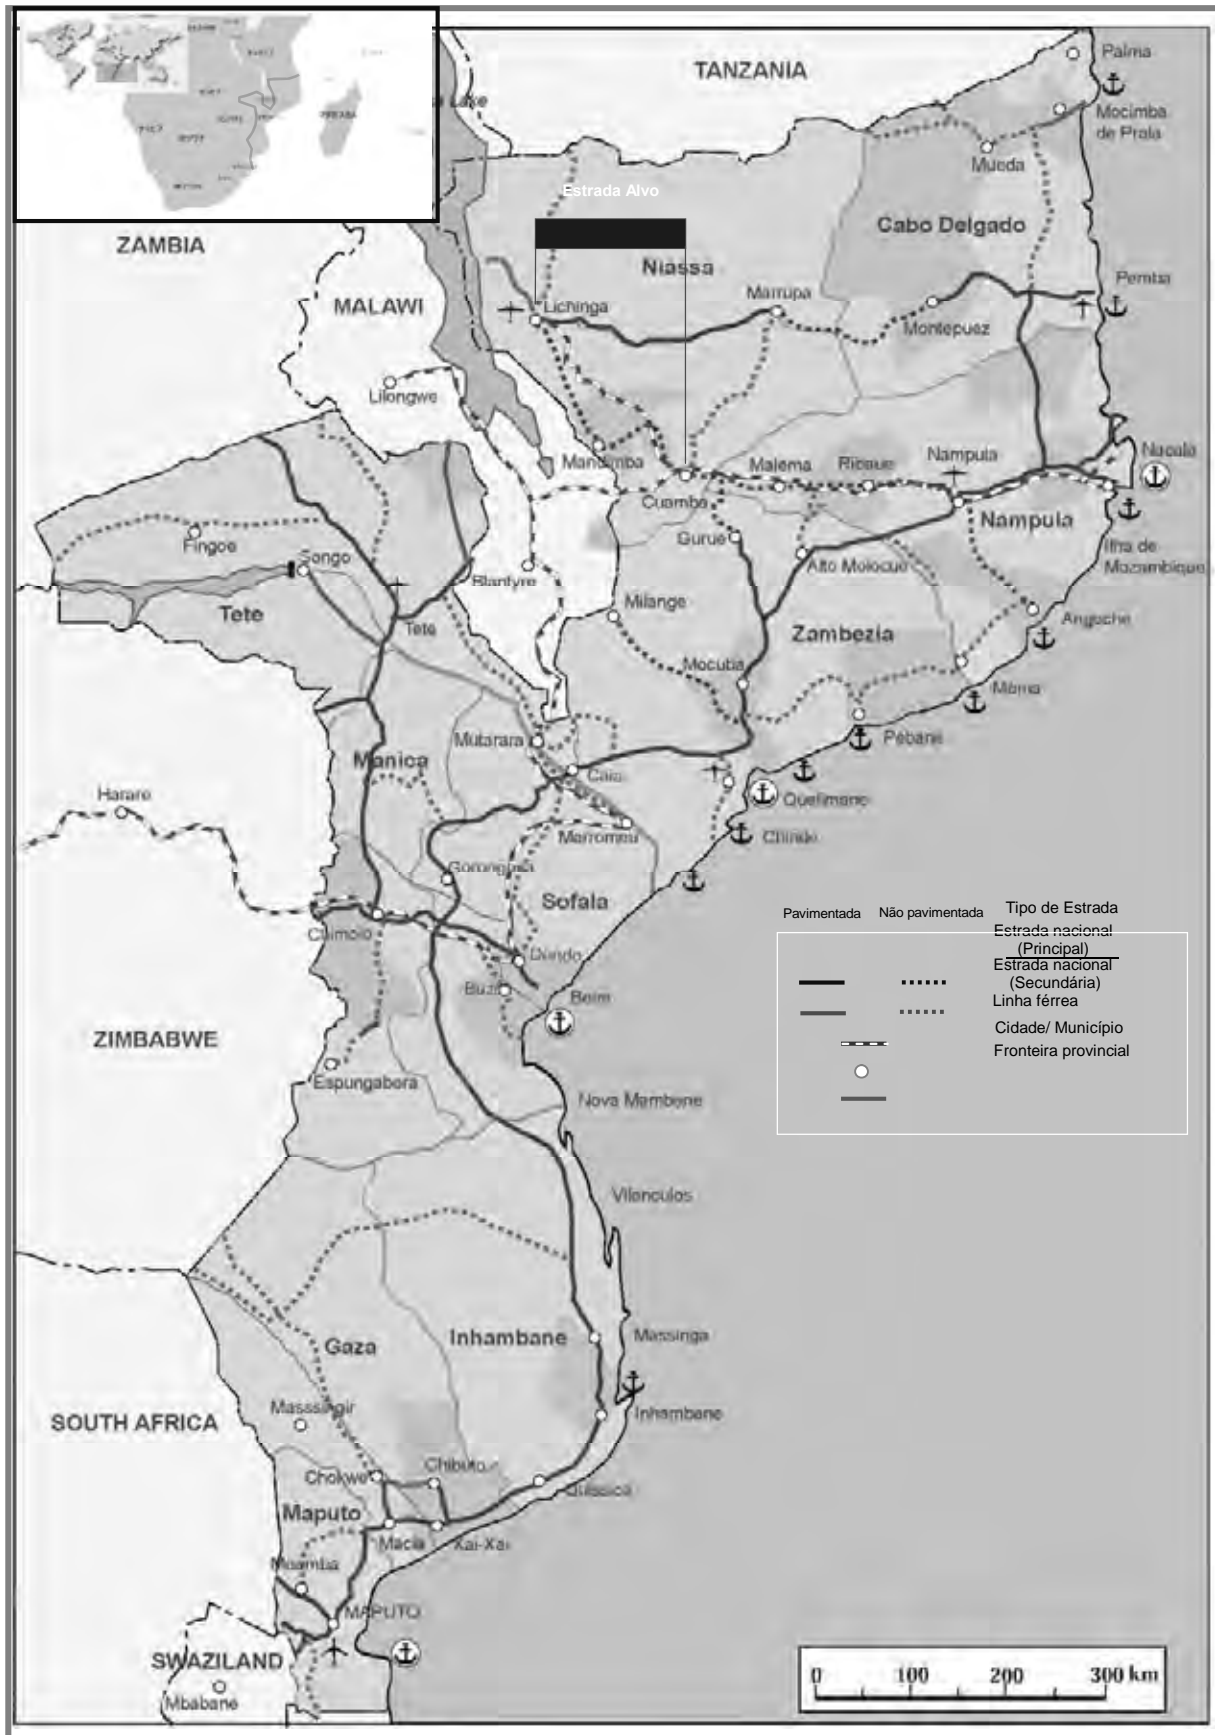 TANZANIA
Palma
Lake
Mocimba
de Praia
Mueda
Estrada Alvo
Cabo Delgado
ZAMBIA
Niassa
MALAWI
Lichinga
Marrupa
Pemba
Montepuez
Lilongwe
Mandimba
Malema
Ribaue
Nampula
Nacala
Cuamba
Gurue
Nampula
Fingoe
Songo
Blantyre
Alto Molocue
Ilha de
Mozambique
Tete
Tete
Milange
Zambezia
Angoche
Mocuba
Moma
Mutarara
Pebane
Manica
Caia
Harare
Quelimane
Marromeu
Chinde
Gorongosa
Sofala
Chimoio
Dondo
Buzi
Beira
Pavimentada Não pavimentada Tipo de Estrada
Estrada nacional
(Principal)
Estrada nacional
(Secundária)
Linha férrea
Cidade/ Município
Fronteira provincial
ZIMBABWE
Espungabera
Nova Mambone
Vilanculos
Gaza
Inhambane
Massinga
SOUTH AFRICA
Masssingir
Inhambane
Chokwe
Chibuto
Quissica
Maputo
Macia
Xai-Xai
Moamba
MAPUTO
SWAZILAND
Mbabane
0 100 200 300 km